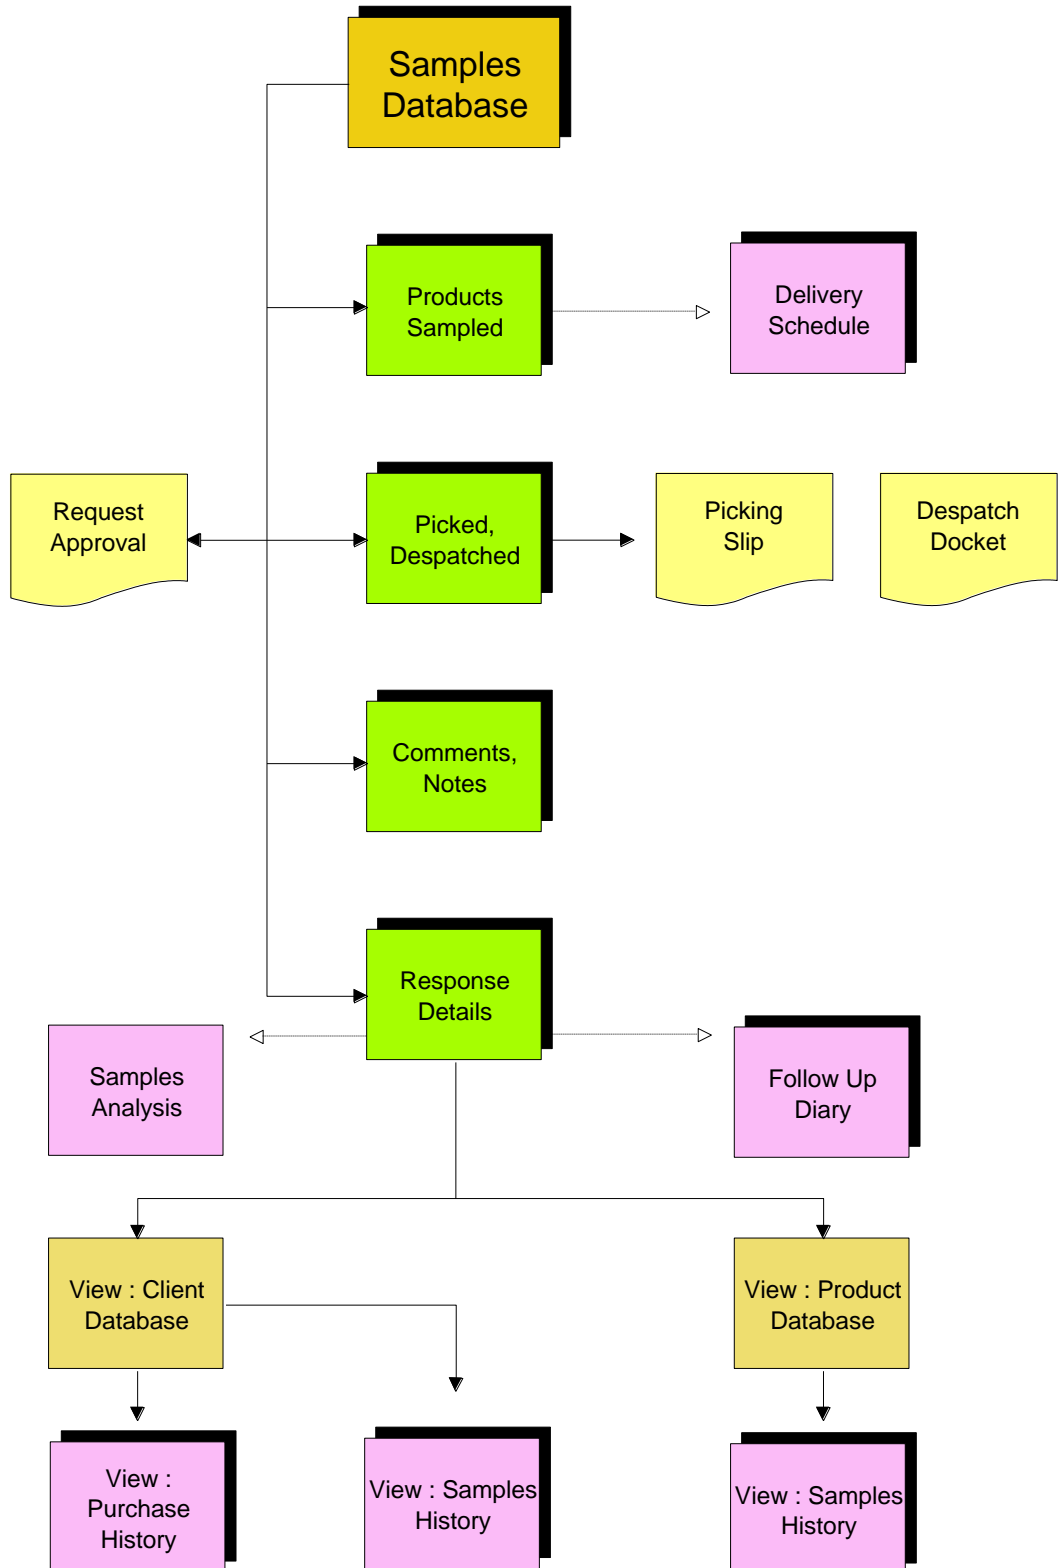 Samples
Database
Products
Sampled
Delivery
Schedule
Request
Approval
Picked,
Despatched
Picking
Slip
Despatch
Docket
Comments,
Notes
Response
Details
Samples
Analysis
Follow Up
Diary
View : Client
Database
View : Product
Database
View :
Purchase
History
View : Samples
History
View : Samples
History